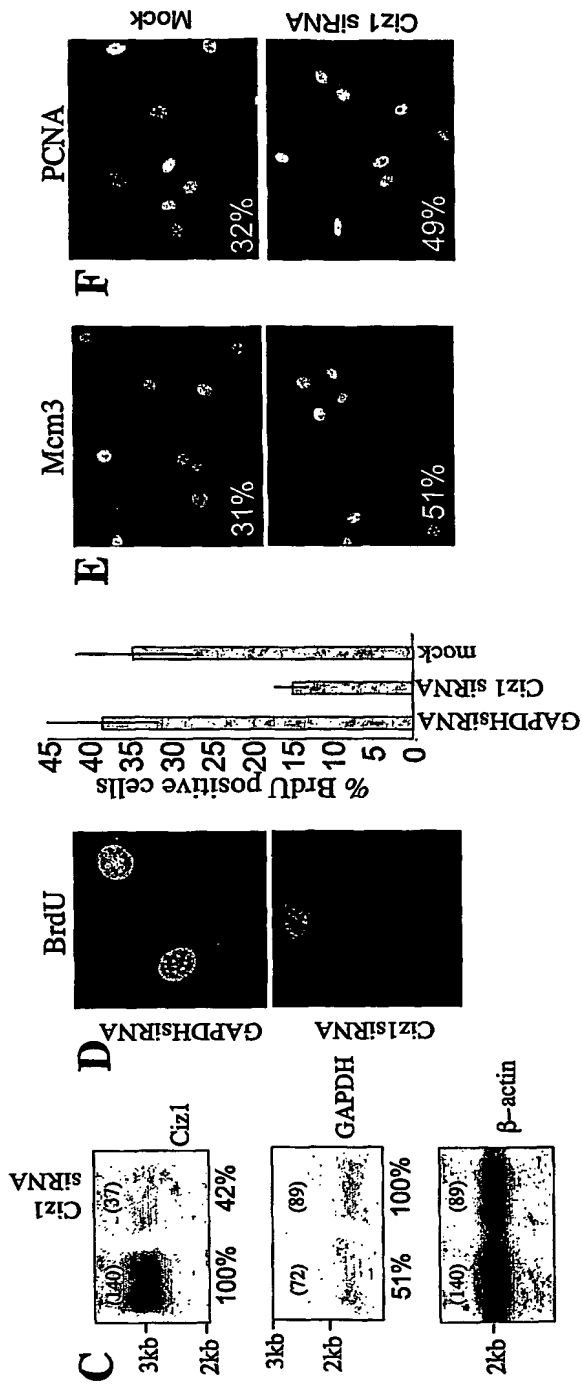 C
Ciz1
siRNA
(140)
(37)
3kb
2kb
Ciz1
100%
42%
3kb
2kb
(72)
(89)
GAPDH
51%
100%
2kb
(140)
(89)
β-actin
D
BrdU
GAPDHsiRNA
Ciz1siRNA
% BrdU positive cells
45
40
35
30
25
20
15
10
5
0
GAPDHsiRNA
Ciz1 siRNA
mock
E
Mcm3
31%
51%
F
PCNA
32%
49%
Mock
Ciz1 siRNA